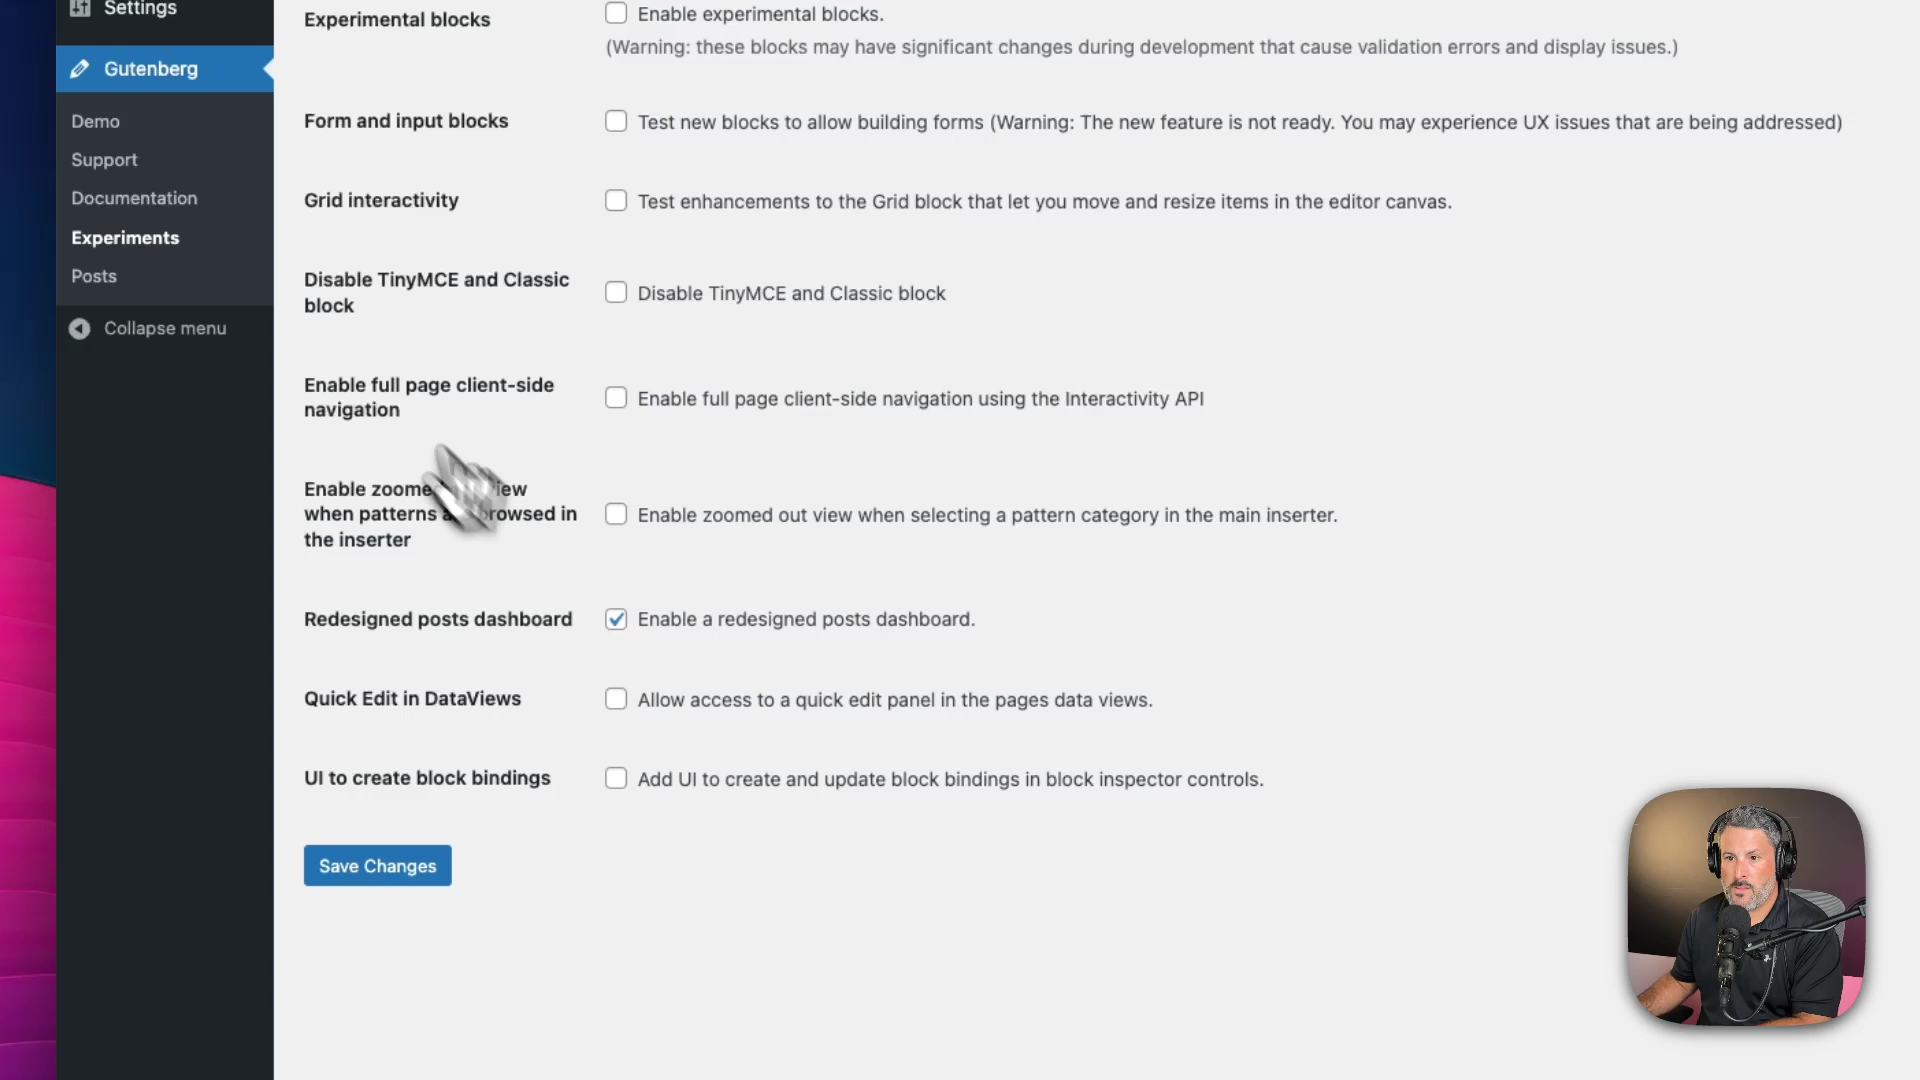 Settings
Gutenberg
Demo
Support
Documentation
Experiments
Posts
Collapse menu
Experimental blocks
Enable experimental blocks.
(Warning: these blocks may have significant changes during development that cause validation errors and display issues.)
Form and input blocks
Test new blocks to allow building forms (Warning: The new feature is not ready. You may experience UX issues that are being addressed)
Grid interactivity
Test enhancements to the Grid block that let you move and resize items in the editor canvas.
Disable TinyMCE and Classic
block
Disable TinyMCE and Classic block
Enable full page client-side
navigation
Enable full page client-side navigation using the Interactivity API
Enable
when patterns browsed in
the inserter
Enable zoomed out view when selecting a pattern category in the main inserter.
Redesigned posts dashboard
Enable a redesigned posts dashboard.
Quick Edit in DataViews
Allow access to a quick edit panel in the pages data views.
UI to create block bindings
Add UI to create and update block bindings in block inspector controls.
Save Changes